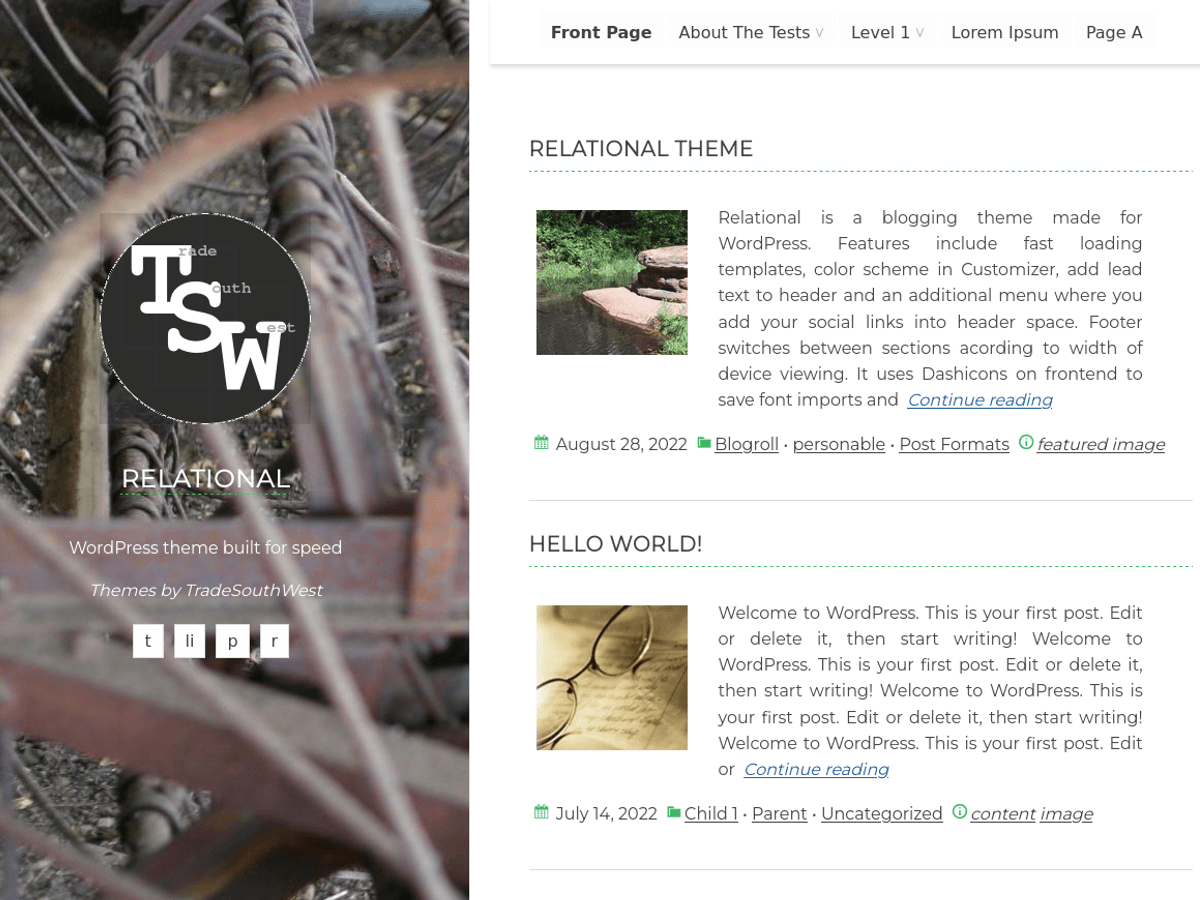 Front Page About The Tests v Level 1 v Lorem Ipsum Page A
Trade
South
West
RELATIONAL
WordPress theme built for speed
Themes by TradeSouthWest
t li p r
RELATIONAL THEME
Relational is a blogging theme made for
WordPress. Features include fast loading
templates, color scheme in Customizer, add lead
text to header and an additional menu where you
add your social links into header space. Footer
switches between sections acording to width of
device viewing. It uses Dashicons on frontend to
save font imports and Continue reading
August 28, 2022 Blogroll • personable • Post Formats featured image
HELLO WORLD!
Welcome to WordPress. This is your first post. Edit
or delete it, then start writing! Welcome to
WordPress. This is your first post. Edit or delete it,
then start writing! Welcome to WordPress. This is
your first post. Edit or delete it, then start writing!
Welcome to WordPress. This is your first post. Edit
or Continue reading
July 14, 2022 Child 1 • Parent • Uncategorized content image